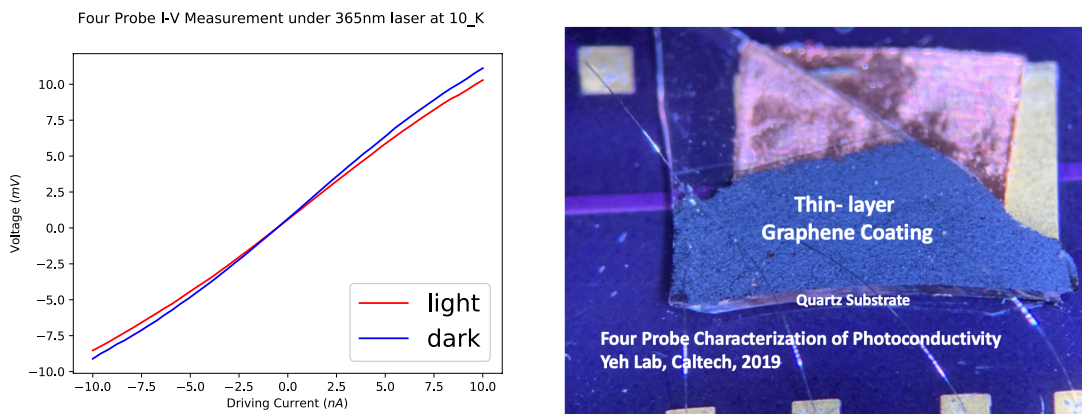 Four Probe I-V Measurement under 365nm laser at 10_K
10.0
7.5
5.0
2.5
0.0
−2.5
−5.0
−7.5
−10.0
Voltage (mV)
light
dark
−10.0 −7.5 −5.0 −2.5 0.0 2.5 5.0 7.5 10.0
Driving Current (nA)
Thin- layer
Graphene Coating
Quartz Substrate
Four Probe Characterization of Photoconductivity
Yeh Lab, Caltech, 2019